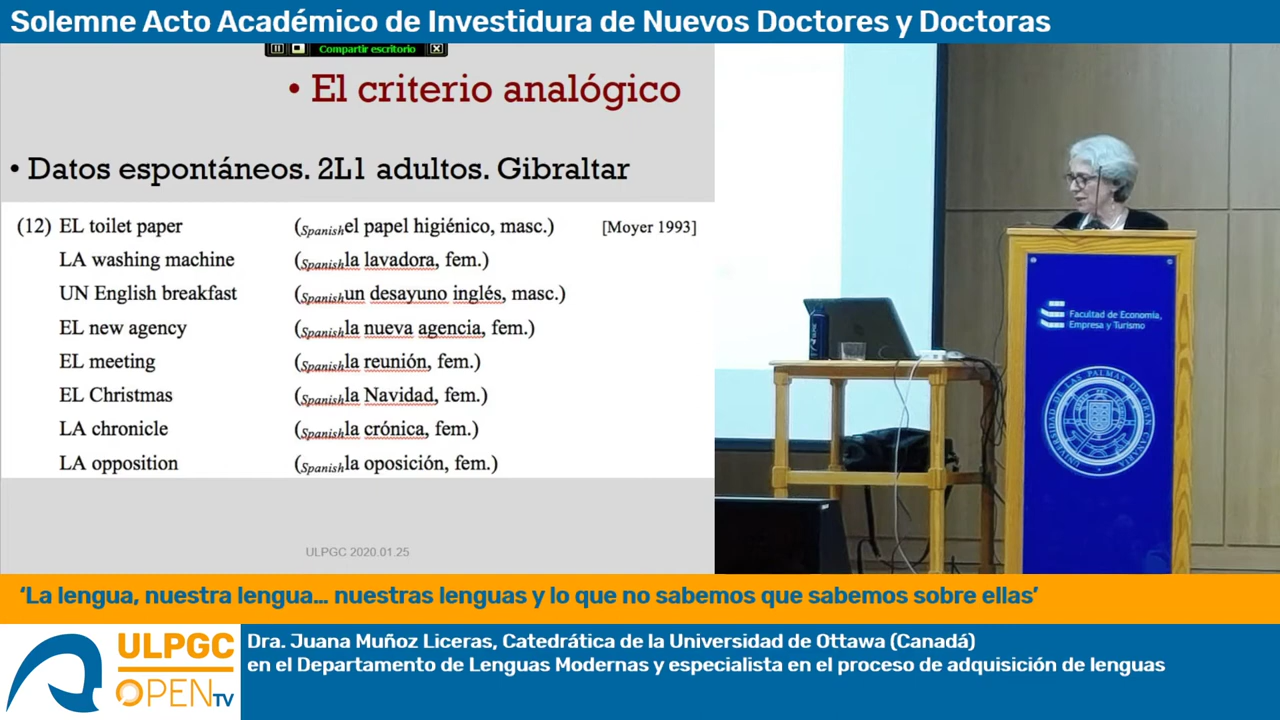 Solemne Acto Académico de Investidura de Nuevos Doctores y Doctoras
Compartir escritorio
• El criterio analógico
• Datos espontáneos. 2L1 adultos. Gibraltar
(12) EL toilet paper (Spanishel papel higiénico, masc.) [Moyer 1993]
LA washing machine (Spanishla lavadora, fem.)
UN English breakfast (Spanishun desayuno inglés, masc.)
EL new agency (Spanishla nueva agencia, fem.)
EL meeting (Spanishla reunión, fem.)
EL Christmas (Spanishla Navidad, fem.)
LA chronicle (Spanishla crónica, fem.)
LA opposition (Spanishla oposición, fem.)
ULPGC 2020.01.25
Facultad de Economía,
Empresa y Turismo
UNIVERSIDAD DE LAS PALMAS DE GRAN CANARIA
‘La lengua, nuestra lengua... nuestras lenguas y lo que no sabemos que sabemos sobre ellas’
ULPGC
OPENTV
Dra. Juana Muñoz Liceras, Catedrática de la Universidad de Ottawa (Canadá)
en el Departamento de Lenguas Modernas y especialista en el proceso de adquisición de lenguas